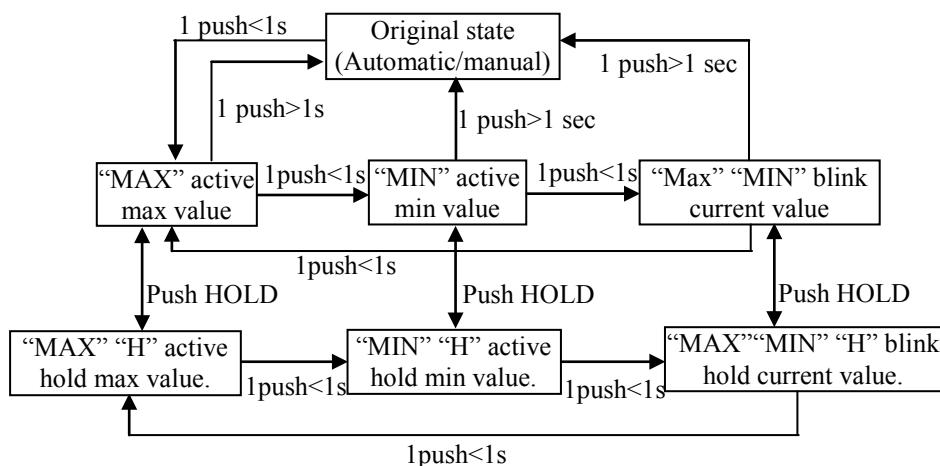 1 push<1s
Original state
(Automatic/manual)
1 push>1 sec
1 push>1s
1 push>1 sec
“MAX” active
max value
1push<1s
“MIN” active
min value
1push<1s
“Max” “MIN” blink
current value
1push<1s
Push HOLD
Push HOLD
Push HOLD
“MAX” “H” active
hold max value.
1push<1s
“MIN” “H” active
hold min value.
1push<1s
“MAX”“MIN” “H” blink
hold current value.
1push<1s